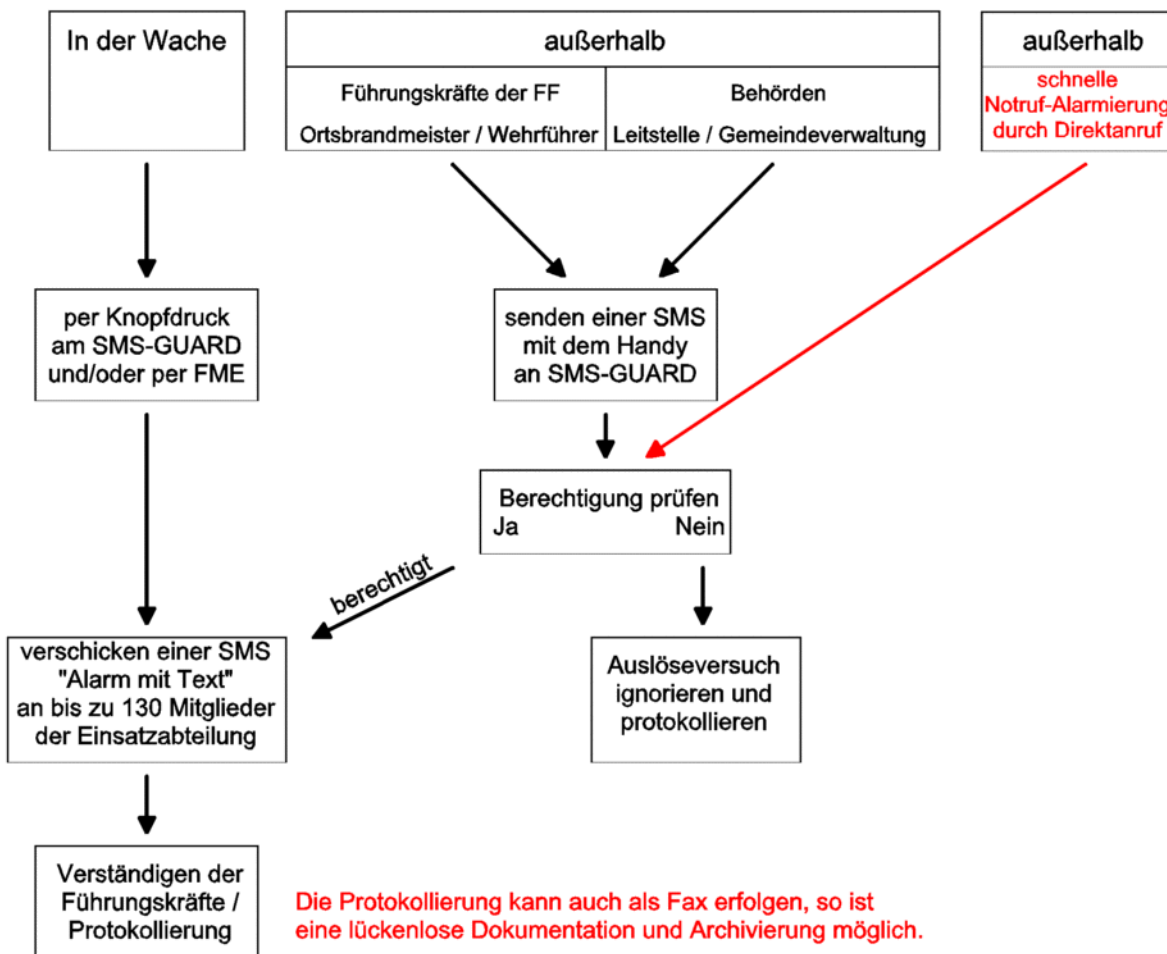 In der Wache
außerhalb
Führungskräfte der FF
Ortsbrandmeister / Wehrführer
Behörden
Leitstelle / Gemeindeverwaltung
außerhalb
schnelle
Notruf-Alarmierung
durch Direktanruf
per Knopfdruck
am SMS-GUARD
und/oder per FME
senden einer SMS
mit dem Handy
an SMS-GUARD
Berechtigung prüfen
Ja Nein
berechtigt
verschicken einer SMS
"Alarm mit Text"
an bis zu 130 Mitglieder
der Einsatzabteilung
Auslöseversuch
ignorieren und
protokollieren
Verständigen der
Führungskräfte /
Protokollierung
Die Protokollierung kann auch als Fax erfolgen, so ist
eine lückenlose Dokumentation und Archivierung möglich.